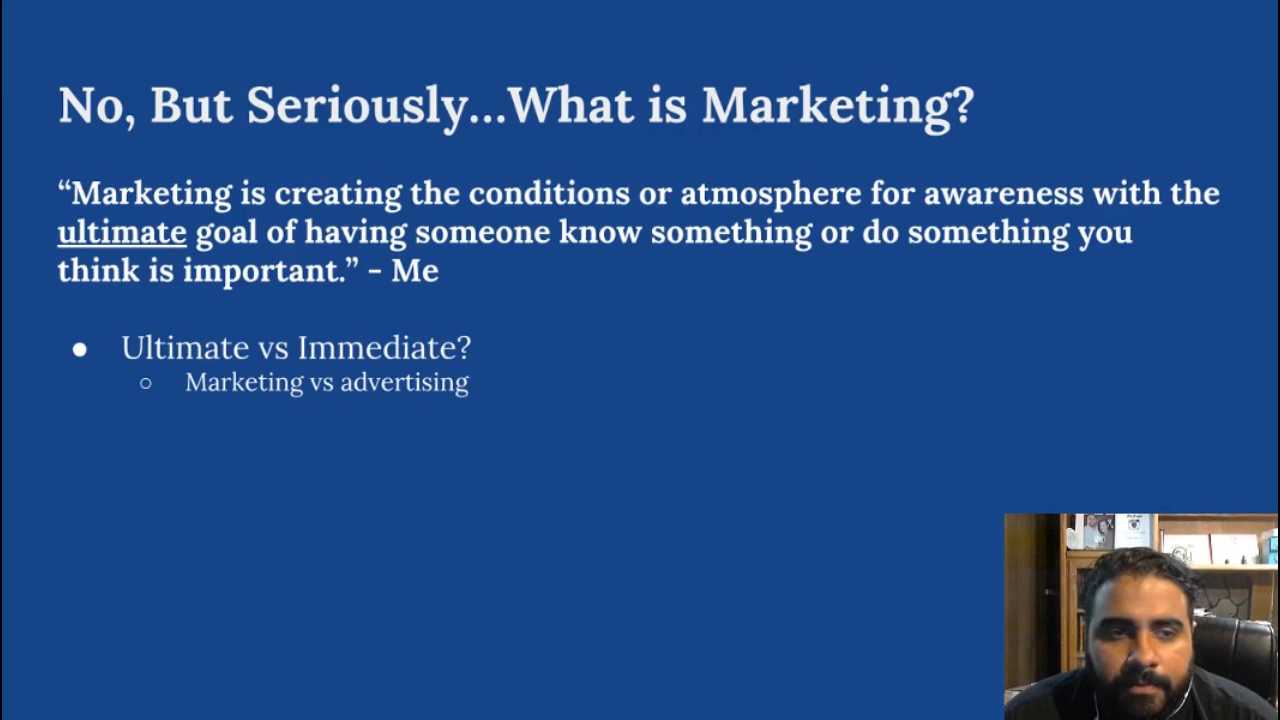 No, But Seriously...What is Marketing?
“Marketing is creating the conditions or atmosphere for awareness with the
ultimate goal of having someone know something or do something you
think is important.” - Me
● Ultimate vs Immediate?
○ Marketing vs advertising